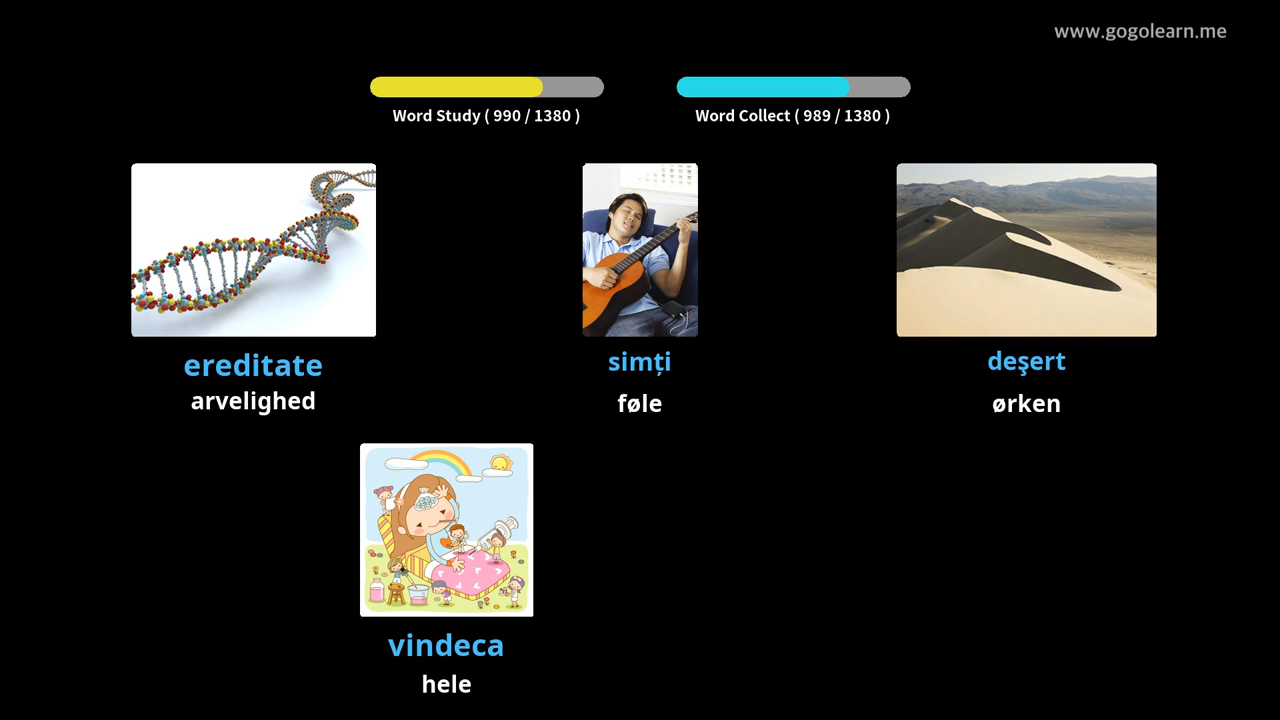 www.gogolearn.me
Word Study ( 990 / 1380 )
Word Collect ( 989 / 1380 )
ereditate
arvelighed
simți
føle
deşert
ørken
vindeca
hele